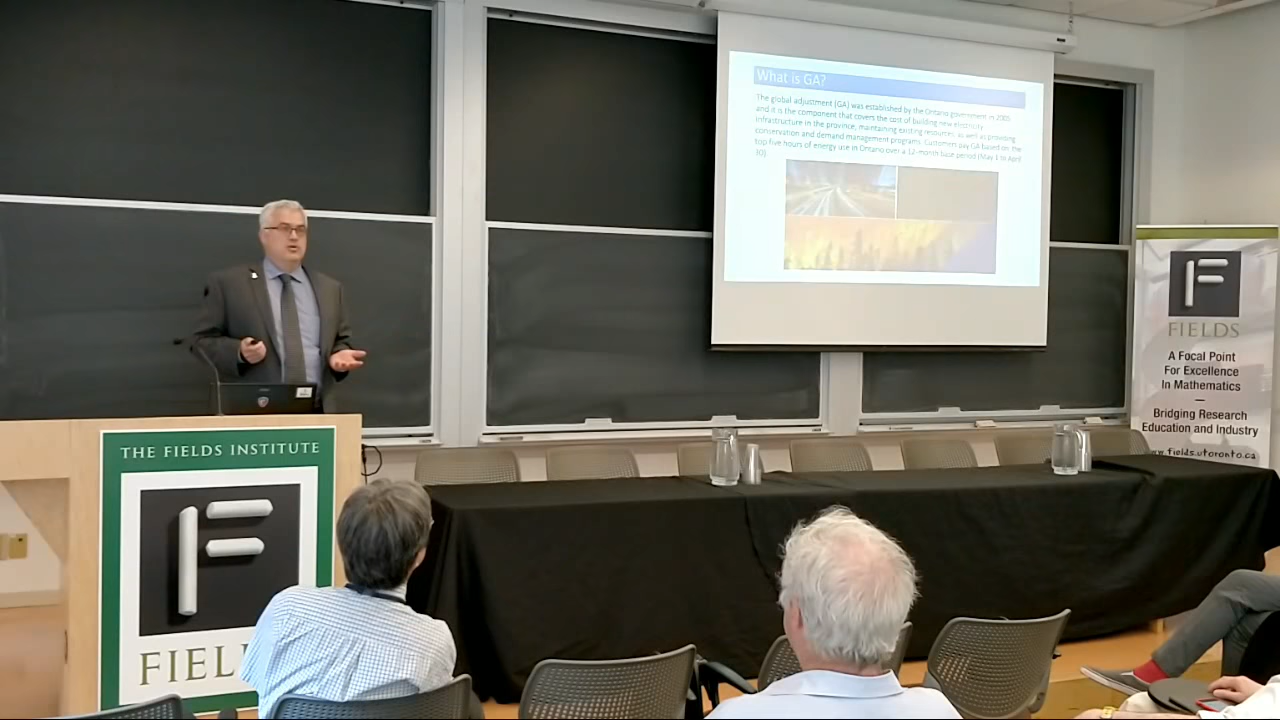 What is GA?
The global adjustment (GA) was established by the Ontario government in 2005
and it is the component that covers the cost of building new electricity
infrastructure in the province, maintaining existing resources, as well as providing
conservation and demand management programs. Customers pay GA based on the
top five hours of energy use in Ontario over a 12-month base period (May 1 to April
30)
FIELDS
A Focal Point
For Excellence
In Mathematics
Bridging Research
Education and Industry
www.fields.utoronto.ca
THE FIELDS INSTITUTE
FIEL